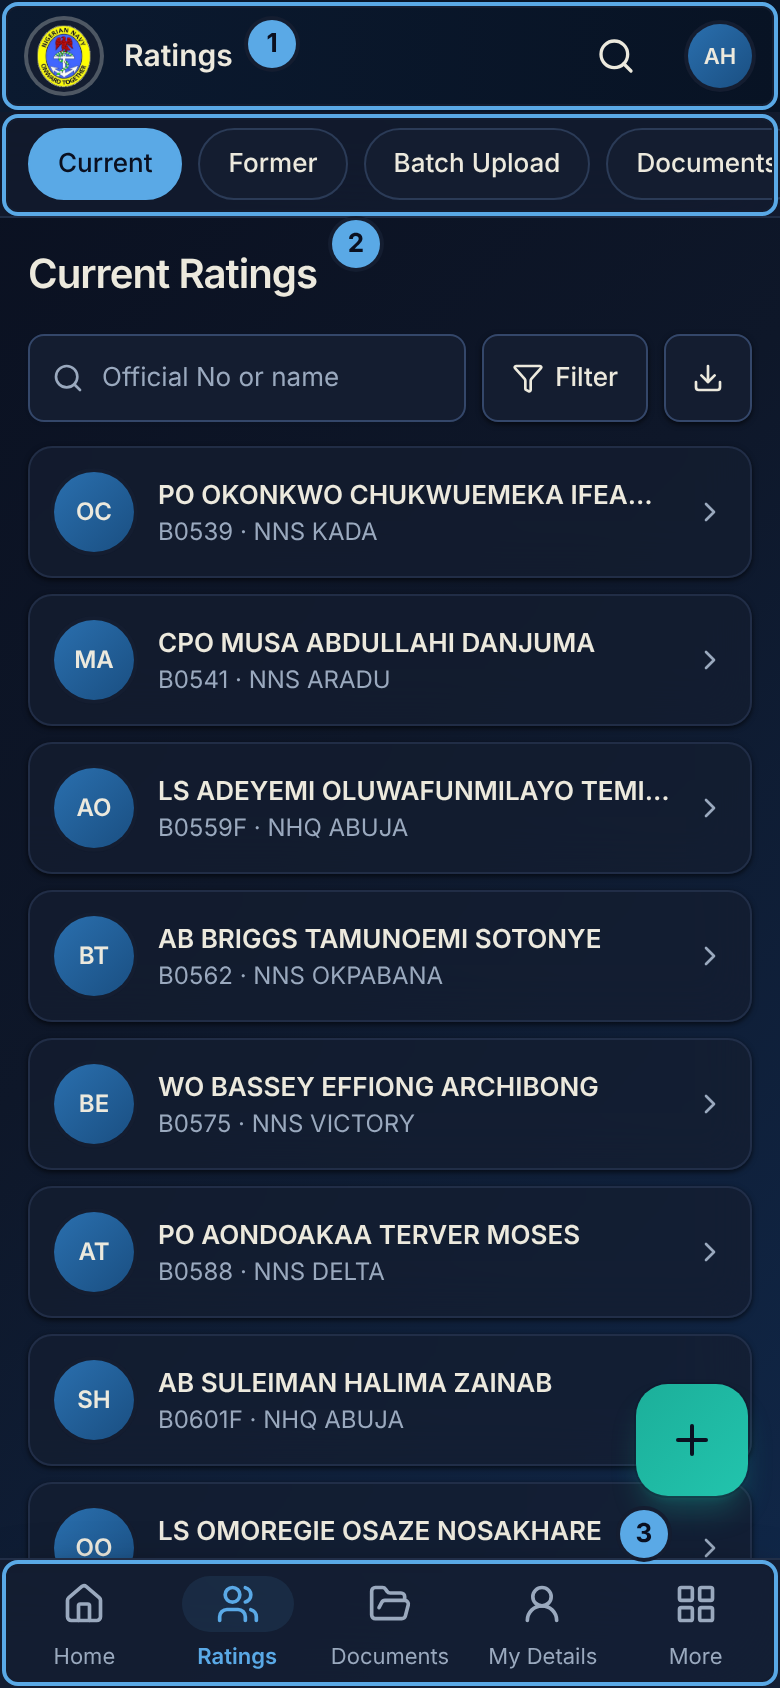 NIGERIAN NAVY
ONWARD TOGETHER
Ratings
1
AH
Current
Former
Batch Upload
Documents
2
Current Ratings
Official No or name
Filter
OC
PO OKONKWO CHUKWUEMEKA IFEA...
B0539 · NNS KADA
MA
CPO MUSA ABDULLAHI DANJUMA
B0541 · NNS ARADU
AO
LS ADEYEMI OLUWAFUNMILAYO TEMI...
B0559F · NHQ ABUJA
BT
AB BRIGGS TAMUNOEMI SOTONYE
B0562 · NNS OKPABANA
BE
WO BASSEY EFFIONG ARCHIBONG
B0575 · NNS VICTORY
AT
PO AONDOAKAA TERVER MOSES
B0588 · NNS DELTA
SH
AB SULEIMAN HALIMA ZAINAB
B0601F · NHQ ABUJA
OO
LS OMOREGIE OSAZE NOSAKHARE
3
Home
Ratings
Documents
My Details
More